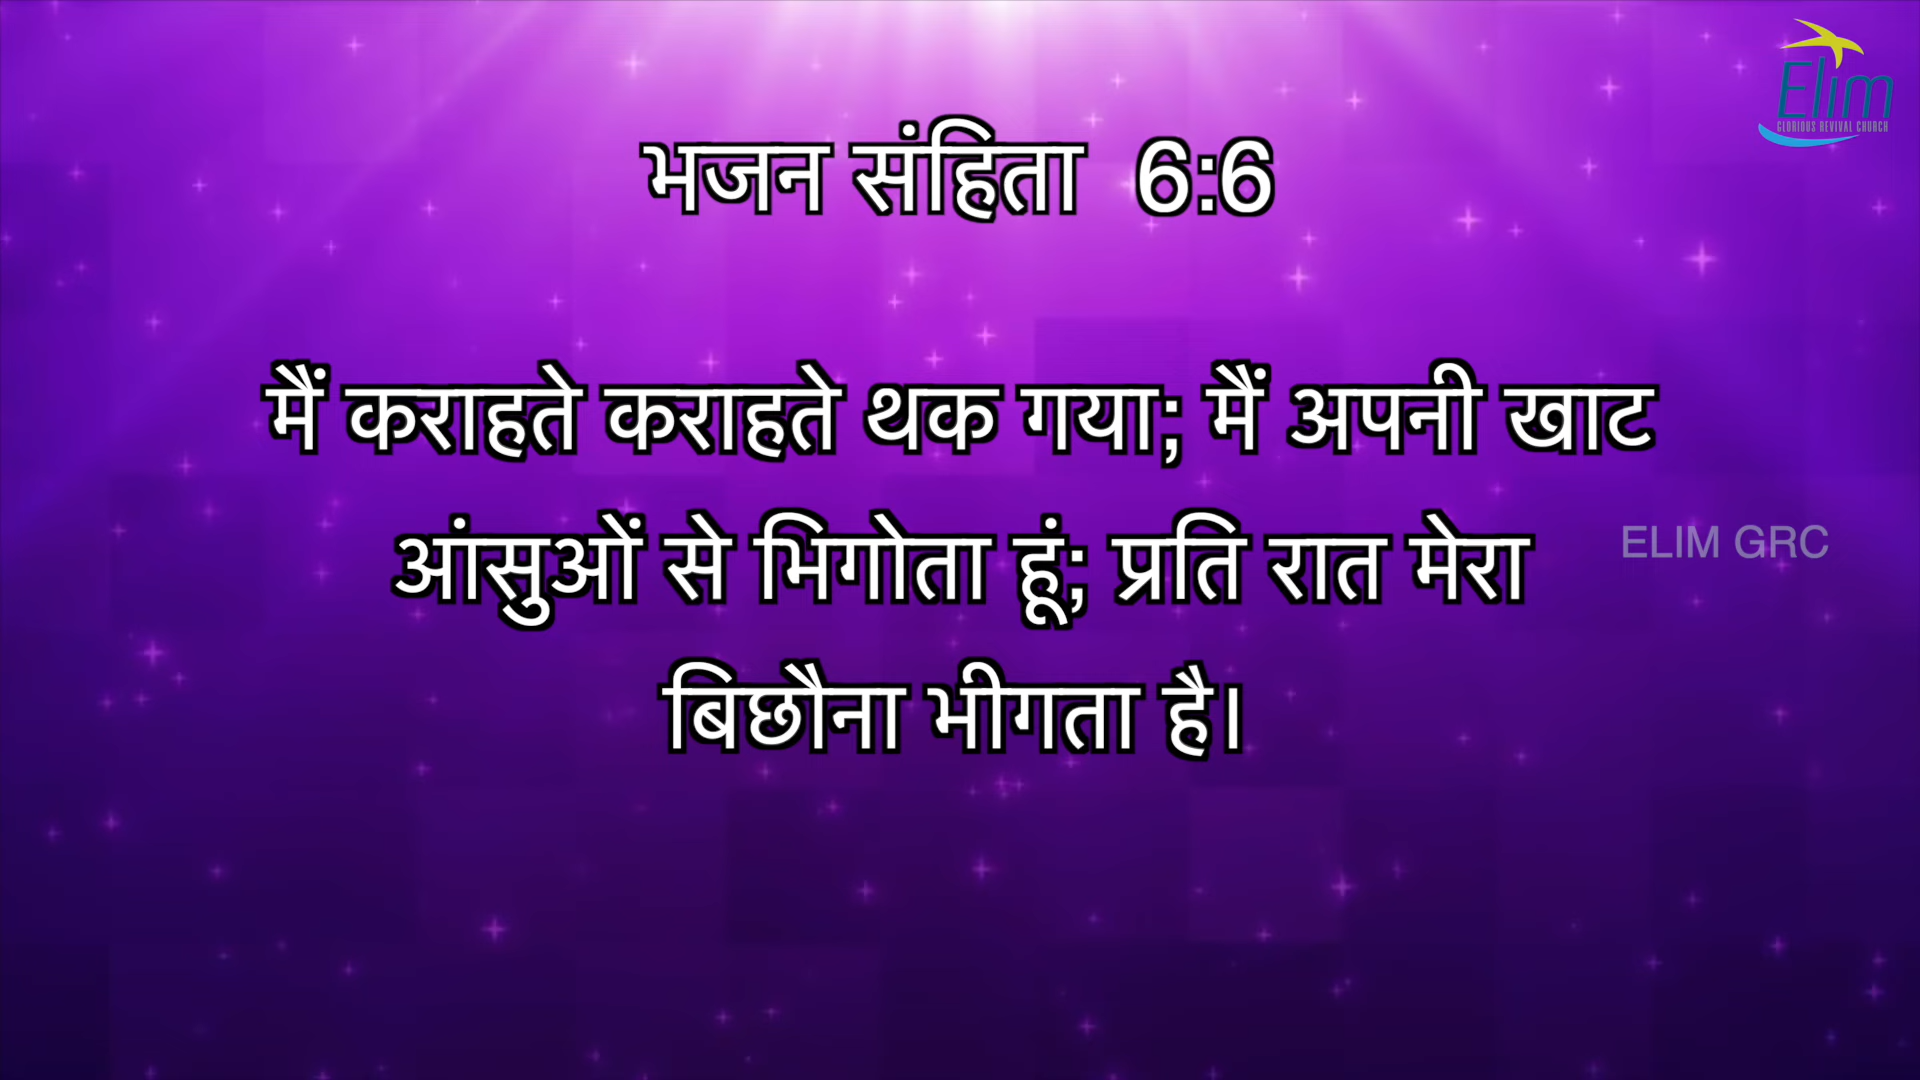 Elim
GLORIOUS REVIVAL CHURCH
भजन संहिता 6:6
मैं कराहते कराहते थक गया; मैं अपनी खाट
आंसुओं से भिगोता हूं; प्रति रात मेरा
ELIM GRC
बिछौना भीगता है।